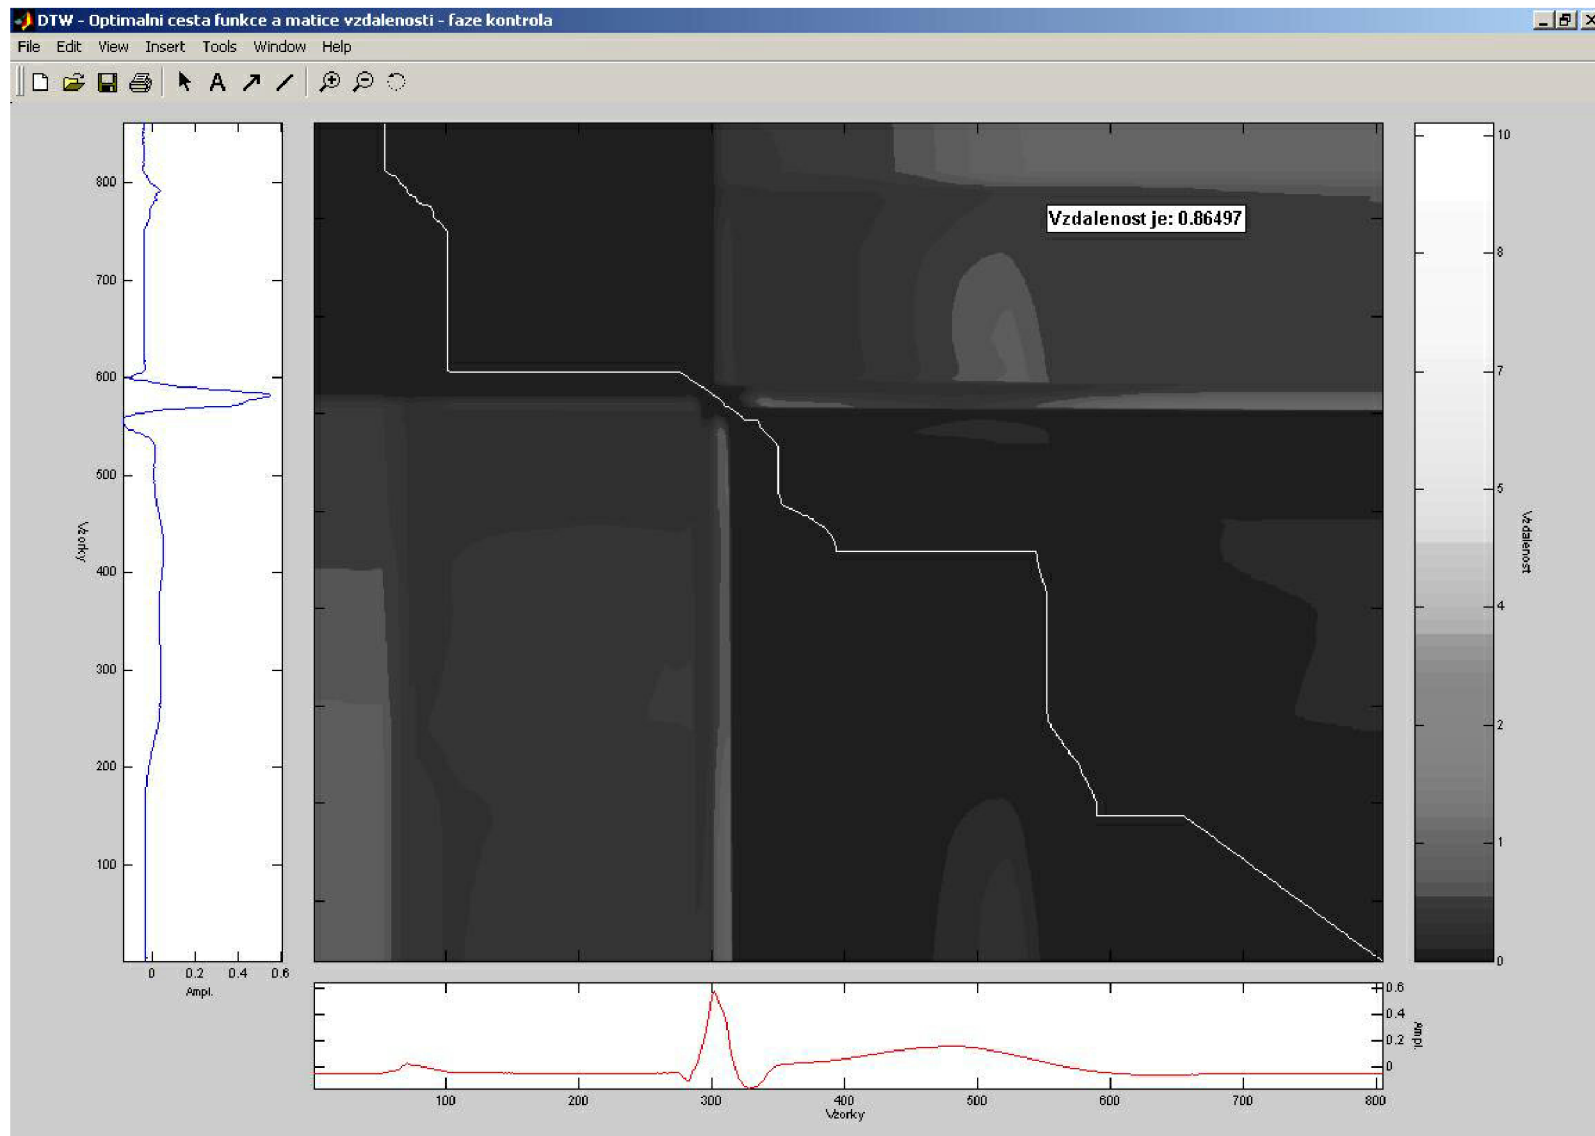 DTW - Optimalni cesta funkce a matice vzdalenosti - faze kontrola
File Edit View Insert Tools Window Help
A
Vzdalenost je: 0.86497
800
700
600
500
400
300
200
100
Vzorky
0 0.2 0.4 0.6
Ampl.
10
8
7
5
4
2
1
0
Vzdalenost
0.6
0.4
0.2
0
Ampl.
100 200 300 400 500 600 700 800
Vzorky